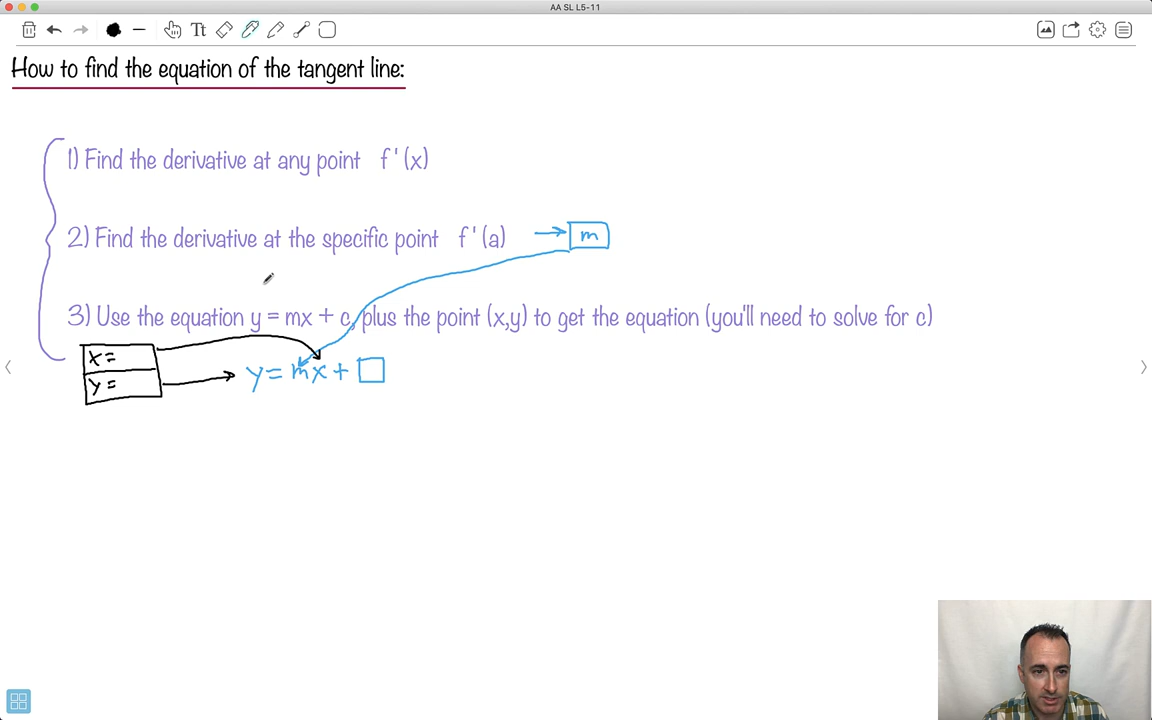 AA SL L5-11
Tt
How to find the equation of the tangent line:
1) Find the derivative at any point f'(x)
2) Find the derivative at the specific point f'(a) → m
3) Use the equation y = mx + c, plus the point (x,y) to get the equation (you'll need to solve for c)
x =
y = → y = mx + □